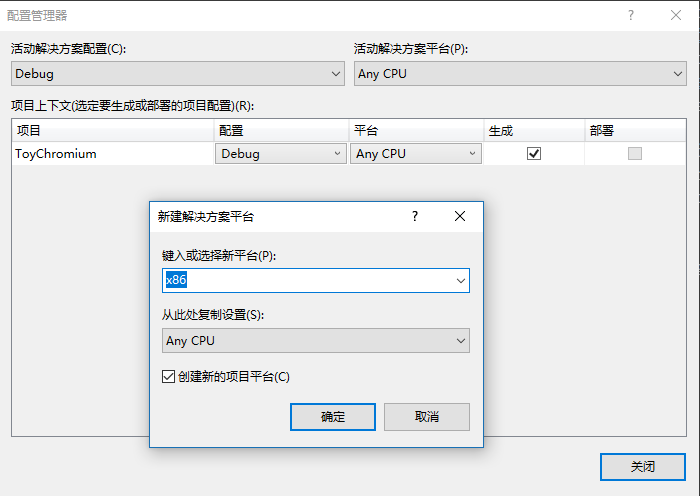 配置管理器
活动解决方案配置(C):
活动解决方案平台(P):
Debug
Any CPU
项目上下文(选定要生成或部署的项目配置)(R):
项目
配置
平台
生成
部署
ToyChromium
Debug
Any CPU
新建解决方案平台
键入或选择新平台(P):
x86
从此处复制设置(S):
Any CPU
创建新的项目平台(C)
确定
取消
关闭